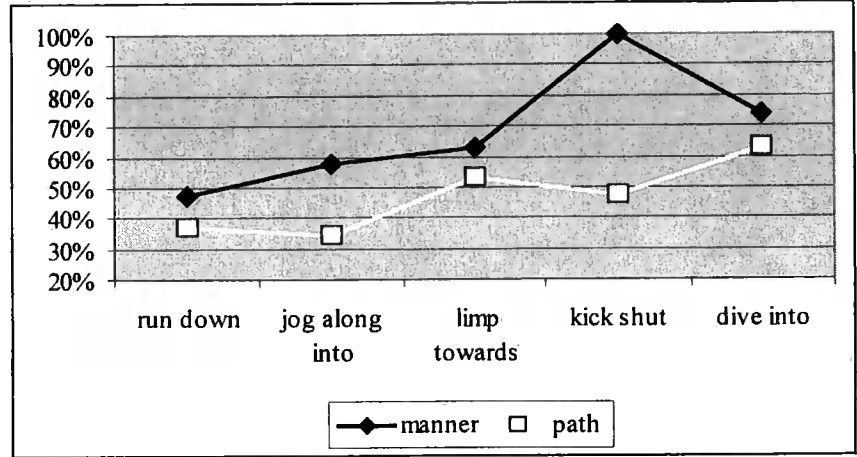 100%
90%
80%
70%
60%
50%
40%
30%
20%
run down
jog along into
limp towards
kick shut
dive into
manner
path